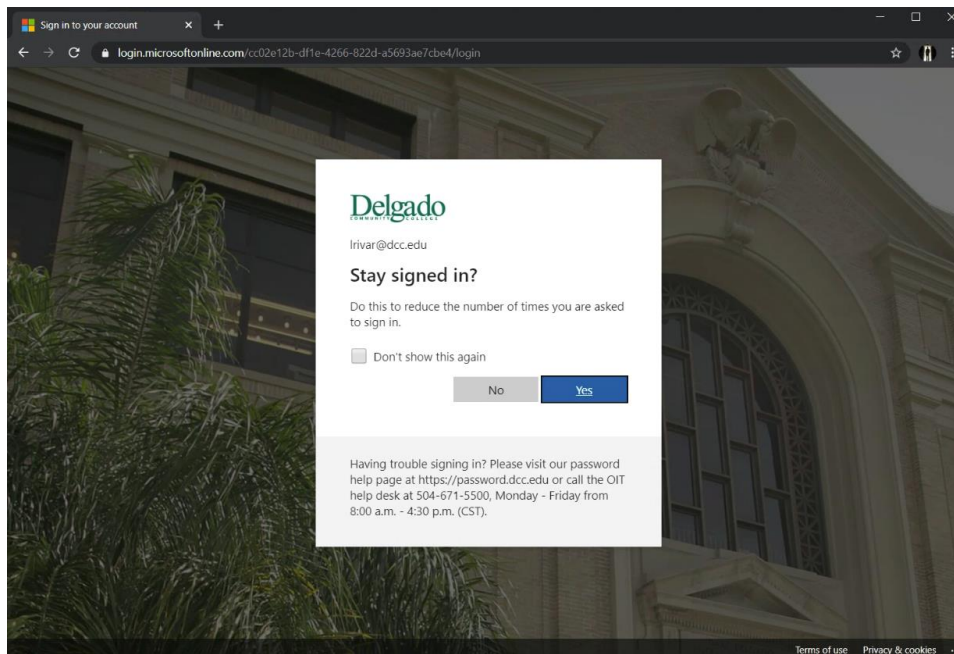 Sign in to your account
login.microsoftonline.com/cc02e12b-df1e-4266-822d-a5693ae7cbe4/login
Delgado
COMMUNITY COLLEGE
lrivar@dcc.edu
Stay signed in?
Do this to reduce the number of times you are asked
to sign in.
Don't show this again
No
Yes
Having trouble signing in? Please visit our password
help page at https://password.dcc.edu or call the OIT
help desk at 504-671-5500, Monday - Friday from
8:00 a.m. - 4:30 p.m. (CST).
Terms of use Privacy & cookies